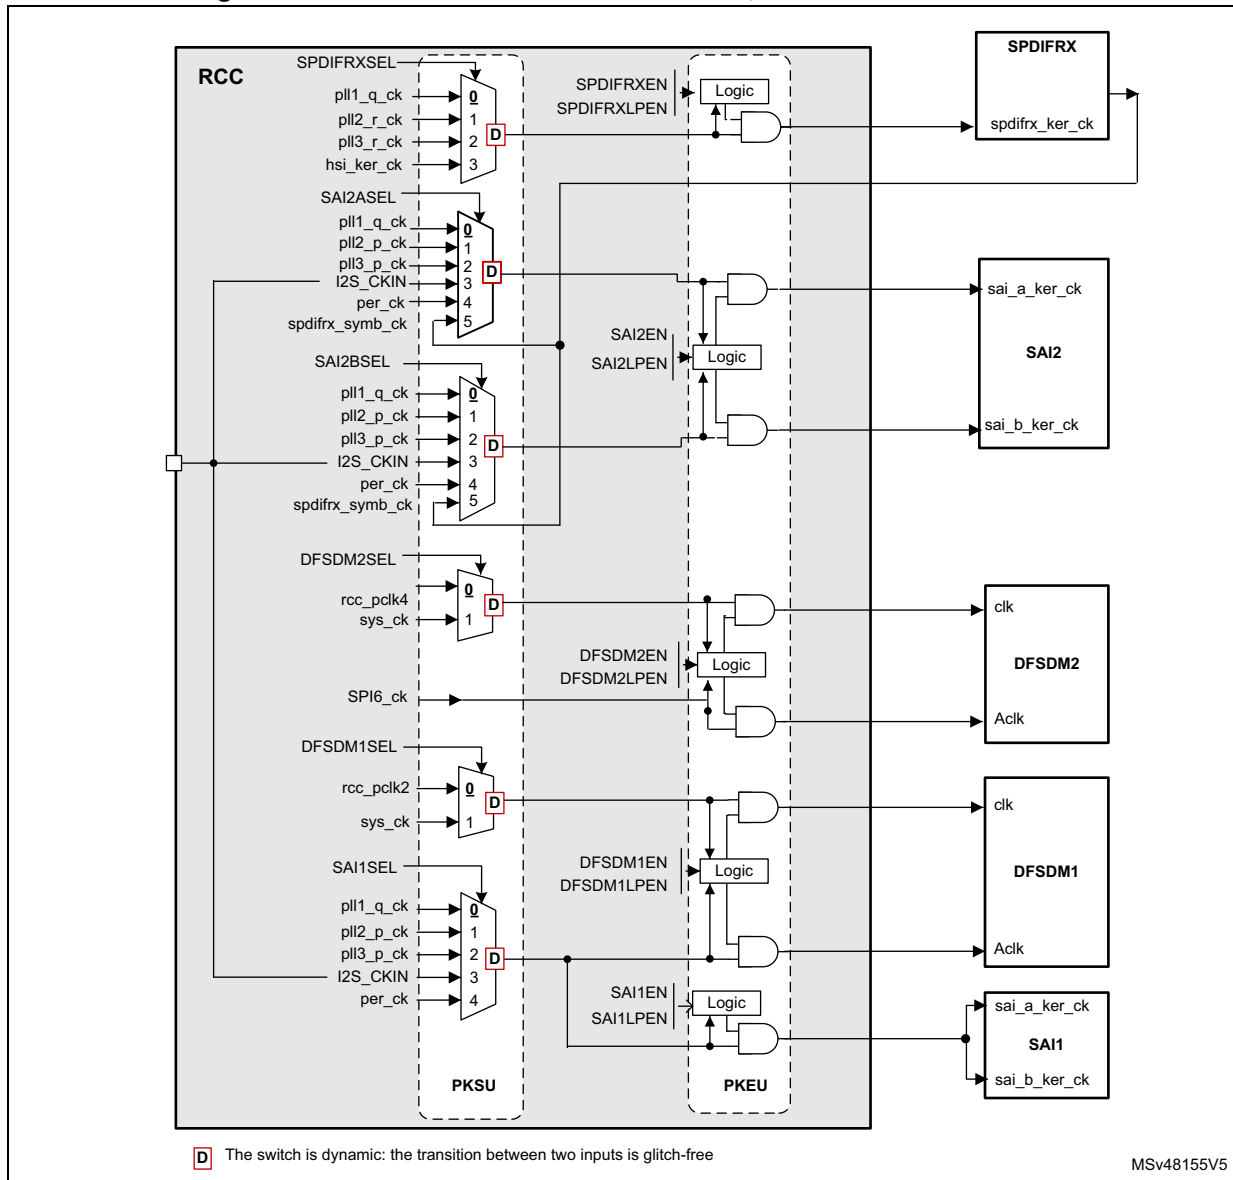 RCC
SPDIFRXSEL
pll1_q_ck
pll2_r_ck
pll3_r_ck
hsi_ker_ck
0
1
2
3
D
SPDIFRXEN
SPDIFRXLPEN
Logic
SPDIFRX
spdifrx_ker_ck
SAI2ASEL
pll1_q_ck
pll2_p_ck
pll3_p_ck
I2S_CKIN
per_ck
spdifrx_symb_ck
0
1
2
3
4
5
D
SAI2BSEL
pll1_q_ck
pll2_p_ck
pll3_p_ck
I2S_CKIN
per_ck
spdifrx_symb_ck
0
1
2
3
4
5
D
SAI2EN
SAI2LPEN
Logic
sai_a_ker_ck
SAI2
sai_b_ker_ck
DFSDM2SEL
rcc_pclk4
sys_ck
0
1
D
SPI6_ck
DFSDM2EN
DFSDM2LPEN
Logic
clk
DFSDM2
Aclk
DFSDM1SEL
rcc_pclk2
sys_ck
0
1
D
DFSDM1EN
DFSDM1LPEN
Logic
clk
DFSDM1
Aclk
SAI1SEL
pll1_q_ck
pll2_p_ck
pll3_p_ck
I2S_CKIN
per_ck
0
1
2
3
4
D
SAI1EN
SAI1LPEN
Logic
sai_a_ker_ck
SAI1
sai_b_ker_ck
PKSU
PKEU
D The switch is dynamic: the transition between two inputs is glitch-free
MSv48155V5